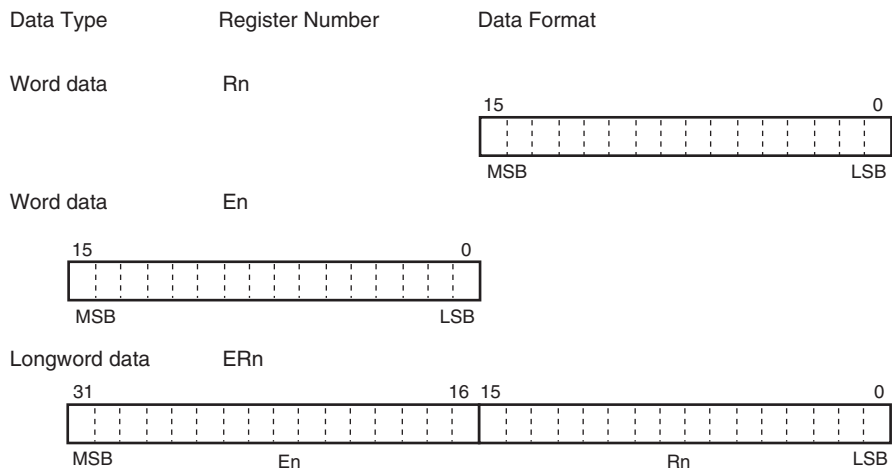 Data Type Register Number Data Format
Word data Rn
15 0
MSB LSB
Word data En
15 0
MSB LSB
Longword data ERn
31 16 15 0
MSB En Rn LSB